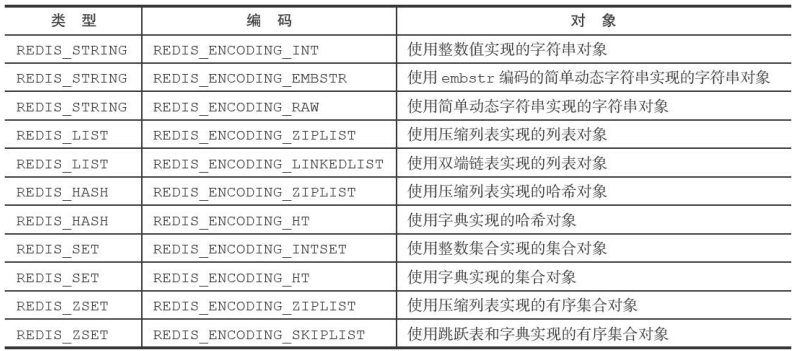 类 型 编 码 对 象
REDIS_STRING REDIS_ENCODING_INT 使用整数值实现的字符串对象
REDIS_STRING REDIS_ENCODING_EMBSTR 使用 embstr 编码的简单动态字符串实现的字符串对象
REDIS_STRING REDIS_ENCODING_RAW 使用简单动态字符串实现的字符串对象
REDIS_LIST REDIS_ENCODING_ZIPLIST 使用压缩列表实现的列表对象
REDIS_LIST REDIS_ENCODING_LINKEDLIST 使用双端链表实现的列表对象
REDIS_HASH REDIS_ENCODING_ZIPLIST 使用压缩列表实现的哈希对象
REDIS_HASH REDIS_ENCODING_HT 使用字典实现的哈希对象
REDIS_SET REDIS_ENCODING_INTSET 使用整数集合实现的集合对象
REDIS_SET REDIS_ENCODING_HT 使用字典实现的集合对象
REDIS_ZSET REDIS_ENCODING_ZIPLIST 使用压缩列表实现的有序集合对象
REDIS_ZSET REDIS_ENCODING_SKIPLIST 使用跳跃表和字典实现的有序集合对象